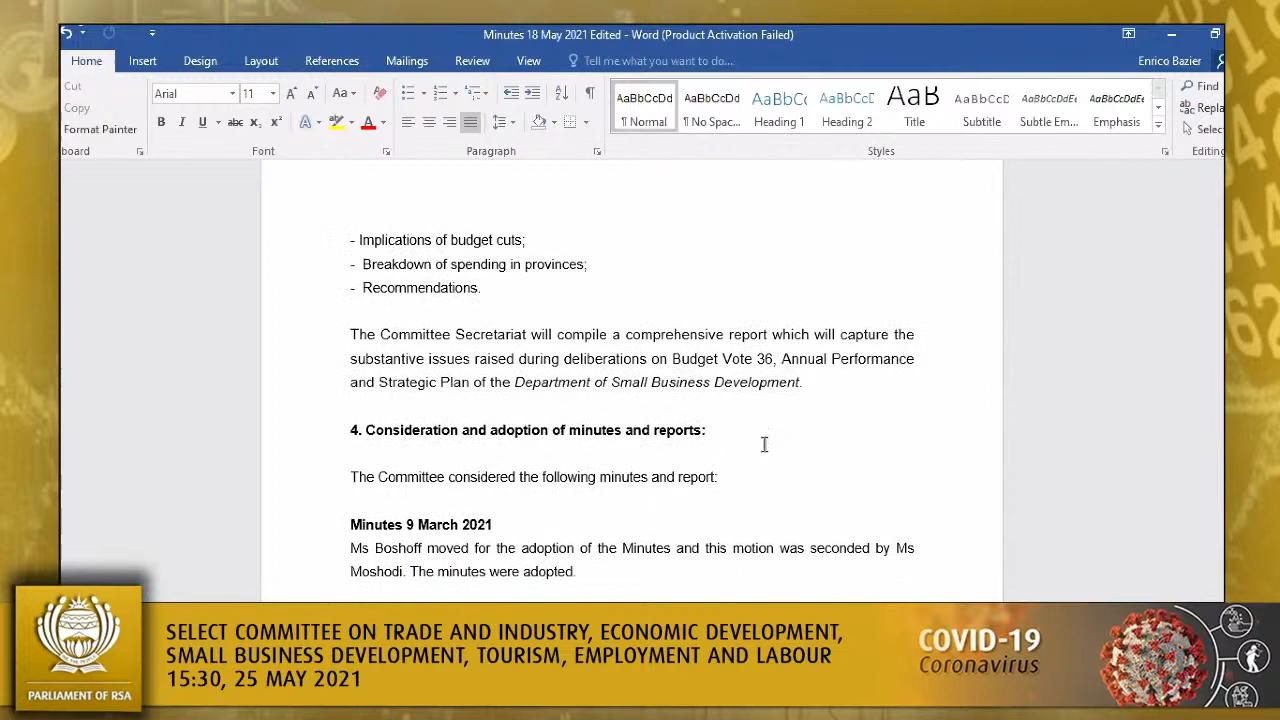 Minutes 18 May 2021 Edited - Word (Product Activation Failed)
Home Insert Design Layout References Mailings Review View Tell me what you want to do... Enrico Bazier
Cut
Copy
Format Painter
board
Arial 11
Font
Paragraph
AaBbCcDd AaBbCcDd AaBbCc AaBbCcC AaB AaBbCcD AaBbCcDdEe AaBbCcDdEe
¶ Normal ¶ No Spac... Heading 1 Heading 2 Title Subtitle Subtle Em... Emphasis
Styles
Find
Repla
Selec
Editing
- Implications of budget cuts;
- Breakdown of spending in provinces;
- Recommendations.
The Committee Secretariat will compile a comprehensive report which will capture the
substantive issues raised during deliberations on Budget Vote 36, Annual Performance
and Strategic Plan of the Department of Small Business Development.
4. Consideration and adoption of minutes and reports:
The Committee considered the following minutes and report:
Minutes 9 March 2021
Ms Boshoff moved for the adoption of the Minutes and this motion was seconded by Ms
Moshodi. The minutes were adopted.
PARLIAMENT OF RSA
SELECT COMMITTEE ON TRADE AND INDUSTRY, ECONOMIC DEVELOPMENT,
SMALL BUSINESS DEVELOPMENT, TOURISM, EMPLOYMENT AND LABOUR
15:30, 25 MAY 2021
COVID-19
Coronavirus